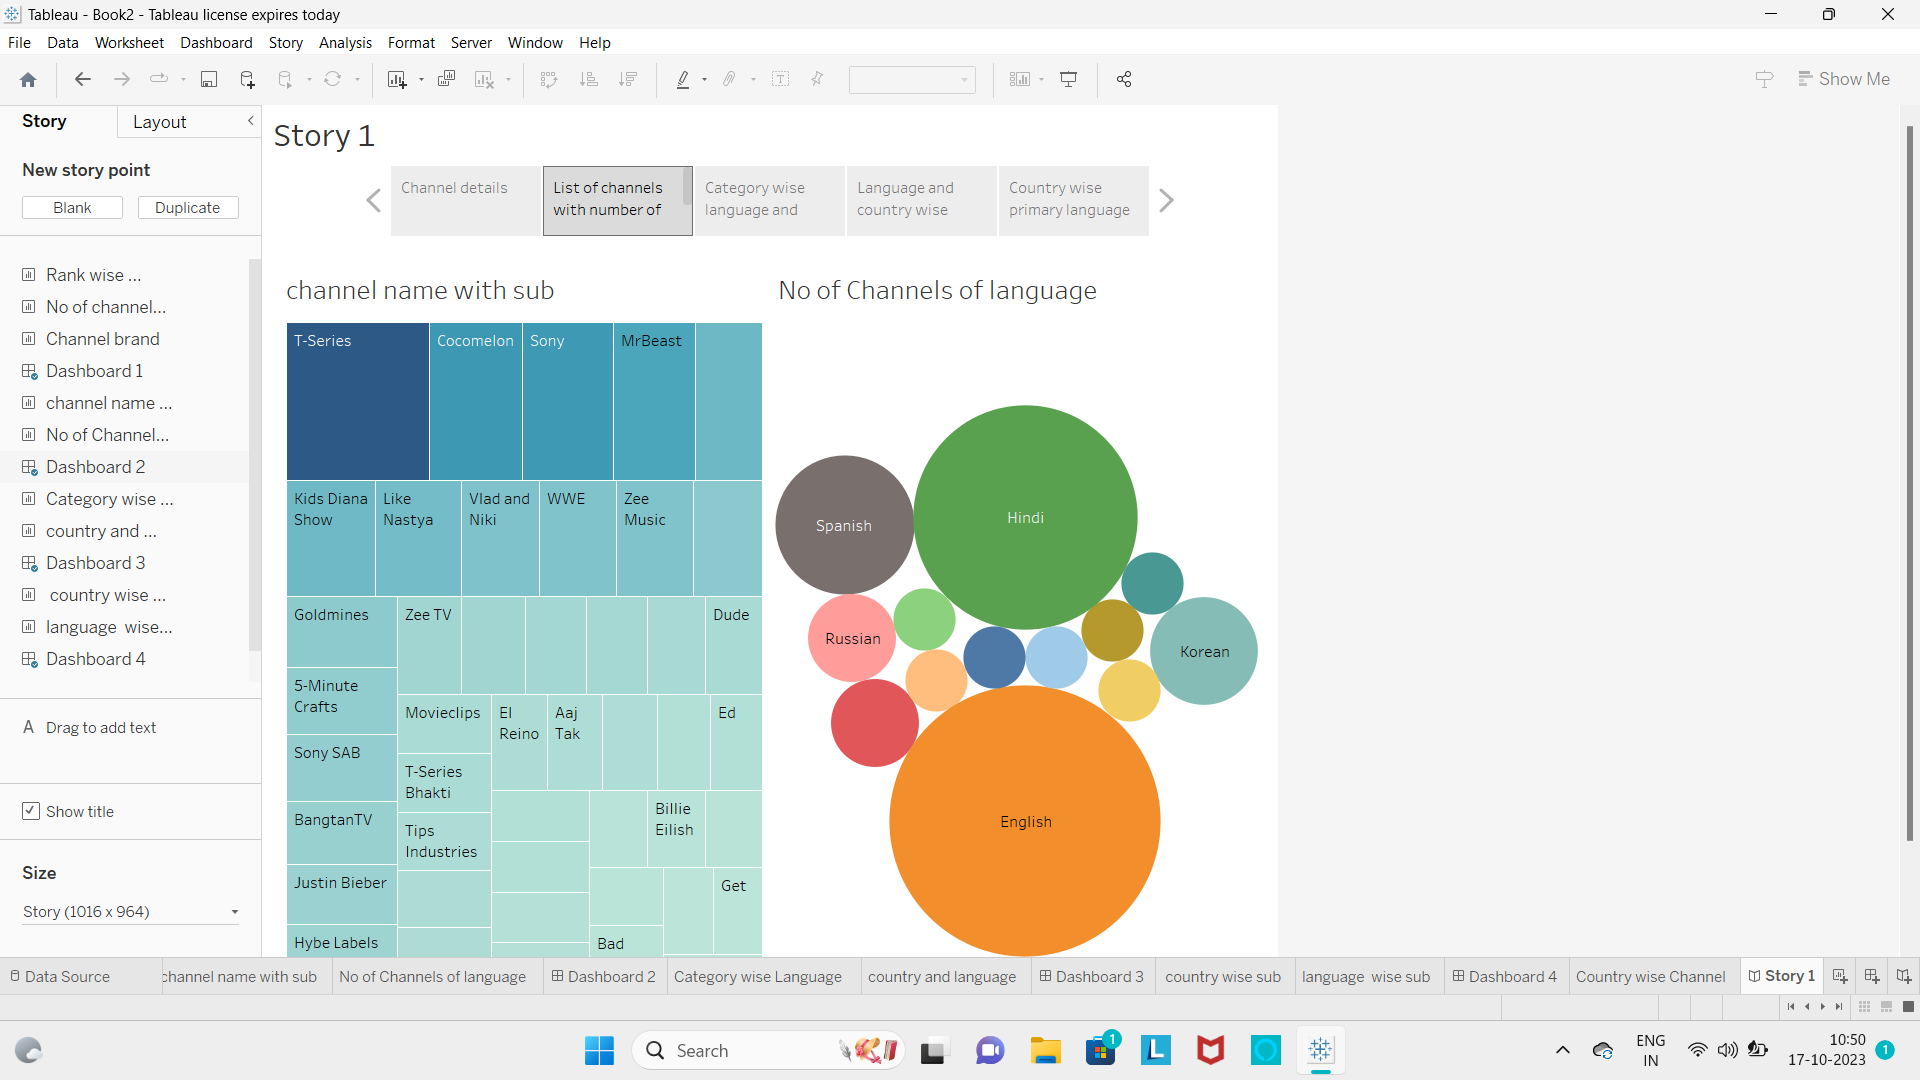 Tableau - Book2 - Tableau license expires today
File Data Worksheet Dashboard Story Analysis Format Server Window Help
Show Me
Story Layout
New story point
Blank Duplicate
Rank wise ...
No of channel...
Channel brand
Dashboard 1
channel name ...
No of Channel...
Dashboard 2
Category wise ...
country and ...
Dashboard 3
country wise ...
language wise...
Dashboard 4
A Drag to add text
Show title
Size
Story (1016 x 964)
Story 1
Channel details
List of channels
with number of
Category wise
language and
Language and
country wise
Country wise
primary language
channel name with sub
T-Series Cocomelon Sony MrBeast
Kids Diana
Show
Like
Nastya
Vlad and
Niki
WWE
Zee
Music
Goldmines Zee TV Dude
5-Minute
Crafts
Movieclips
El
Reino
Aaj
Tak
Ed
Sony SAB
T-Series
Bhakti
BangtanTV
Tips
Industries
Billie
Eilish
Justin Bieber
Get
Hybe Labels
Bad
No of Channels of language
Hindi
Spanish
Russian
Korean
English
Data Source channel name with sub No of Channels of language Dashboard 2 Category wise Language country and language Dashboard 3 country wise sub language wise sub Dashboard 4 Country wise Channel Story 1
Search
1
L
ENG
IN
10:50
17-10-2023
1